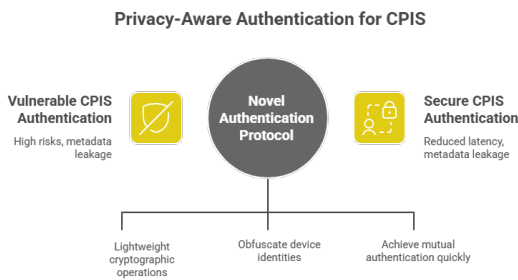 Privacy-Aware Authentication for CPIS
Vulnerable CPIS
Authentication
High risks, metadata
leakage
Novel
Authentication
Protocol
Secure CPIS
Authentication
Reduced latency,
metadata leakage
Lightweight
cryptographic
operations
Obfuscate device
identities
Achieve mutual
authentication quickly